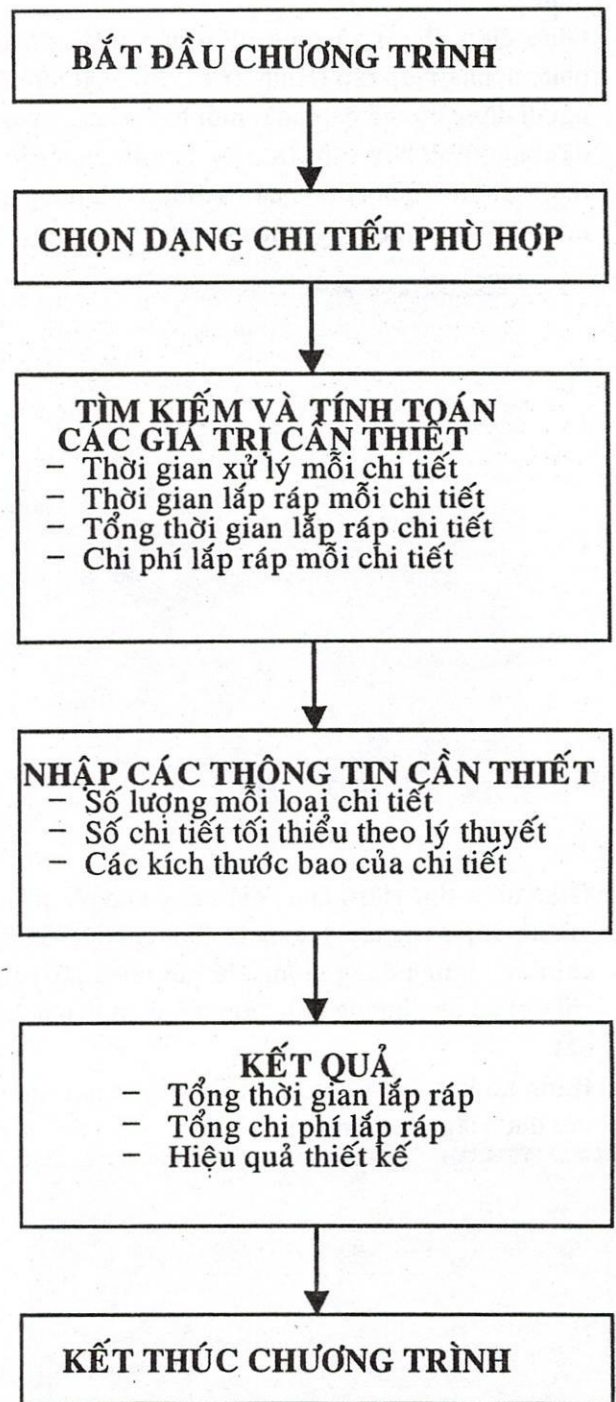 BẮT ĐẦU CHƯƠNG TRÌNH
CHỌN DẠNG CHI TIẾT PHÙ HỢP
TÌM KIẾM VÀ TÍNH TOÁN
CÁC GIÁ TRỊ CẦN THIẾT
– Thời gian xử lý mỗi chi tiết
– Thời gian lắp ráp mỗi chi tiết
– Tổng thời gian lắp ráp chi tiết
– Chi phí lắp ráp mỗi chi tiết
NHẬP CÁC THÔNG TIN CẦN THIẾT
– Số lượng mỗi loại chi tiết
– Số chi tiết tối thiểu theo lý thuyết
– Các kích thước bao của chi tiết
KẾT QUẢ
– Tổng thời gian lắp ráp
– Tổng chi phí lắp ráp
– Hiệu quả thiết kế
KẾT THÚC CHƯƠNG TRÌNH